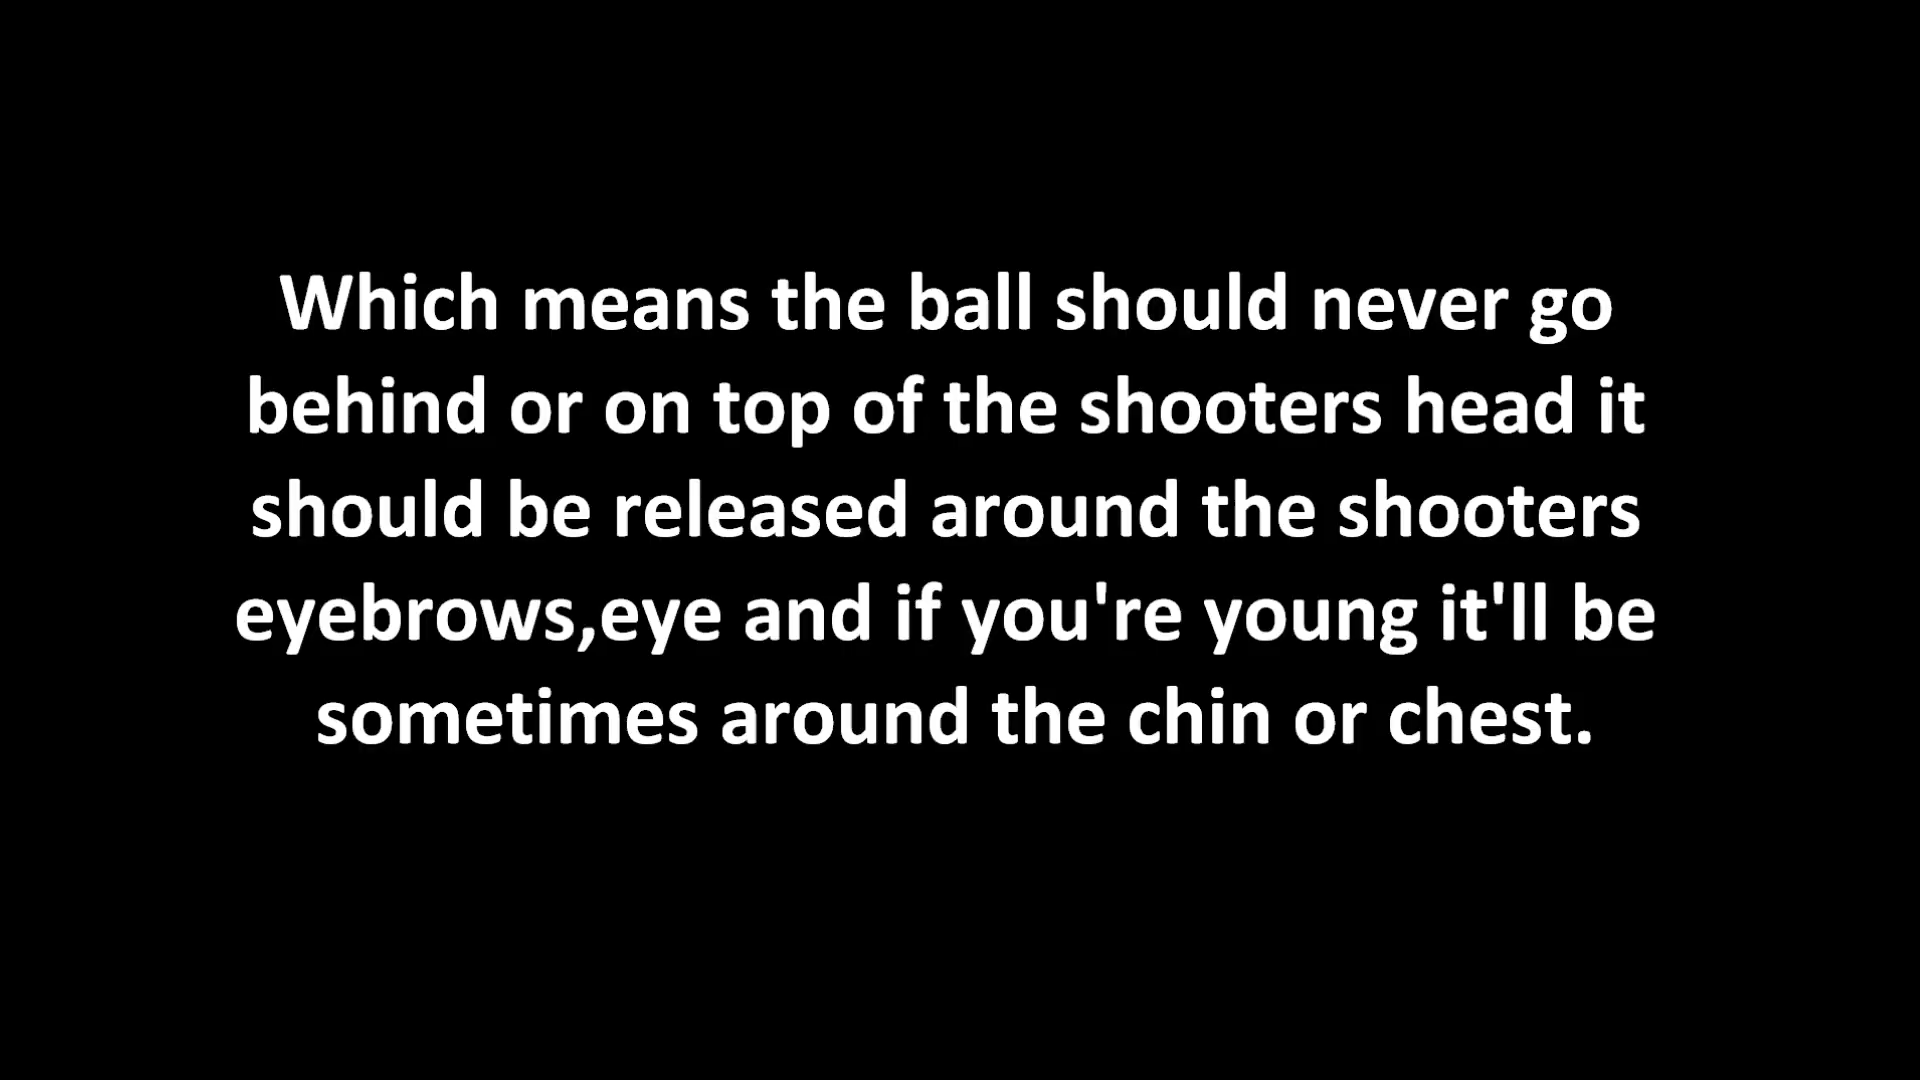 Which means the ball should never go
behind or on top of the shooters head it
should be released around the shooters
eyebrows,eye and if you're young it'll be
sometimes around the chin or chest.